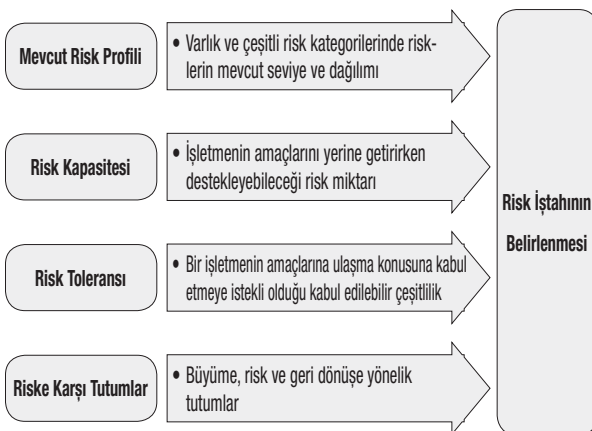 Mevcut Risk Profili
• Varlık ve çeşitli risk kategorilerinde risk-
lerin mevcut seviye ve dağılımı
Risk Kapasitesi
• İşletmenin amaçlarını yerine getirirken
destekleyebileceği risk miktarı
Risk Toleransı
• Bir işletmenin amaçlarına ulaşma konusuna kabul
etmeye istekli olduğu kabul edilebilir çeşitlilik
Riske Karşı Tutumlar
• Büyüme, risk ve geri dönüşe yönelik
tutumlar
Risk İştahının
Belirlenmesi